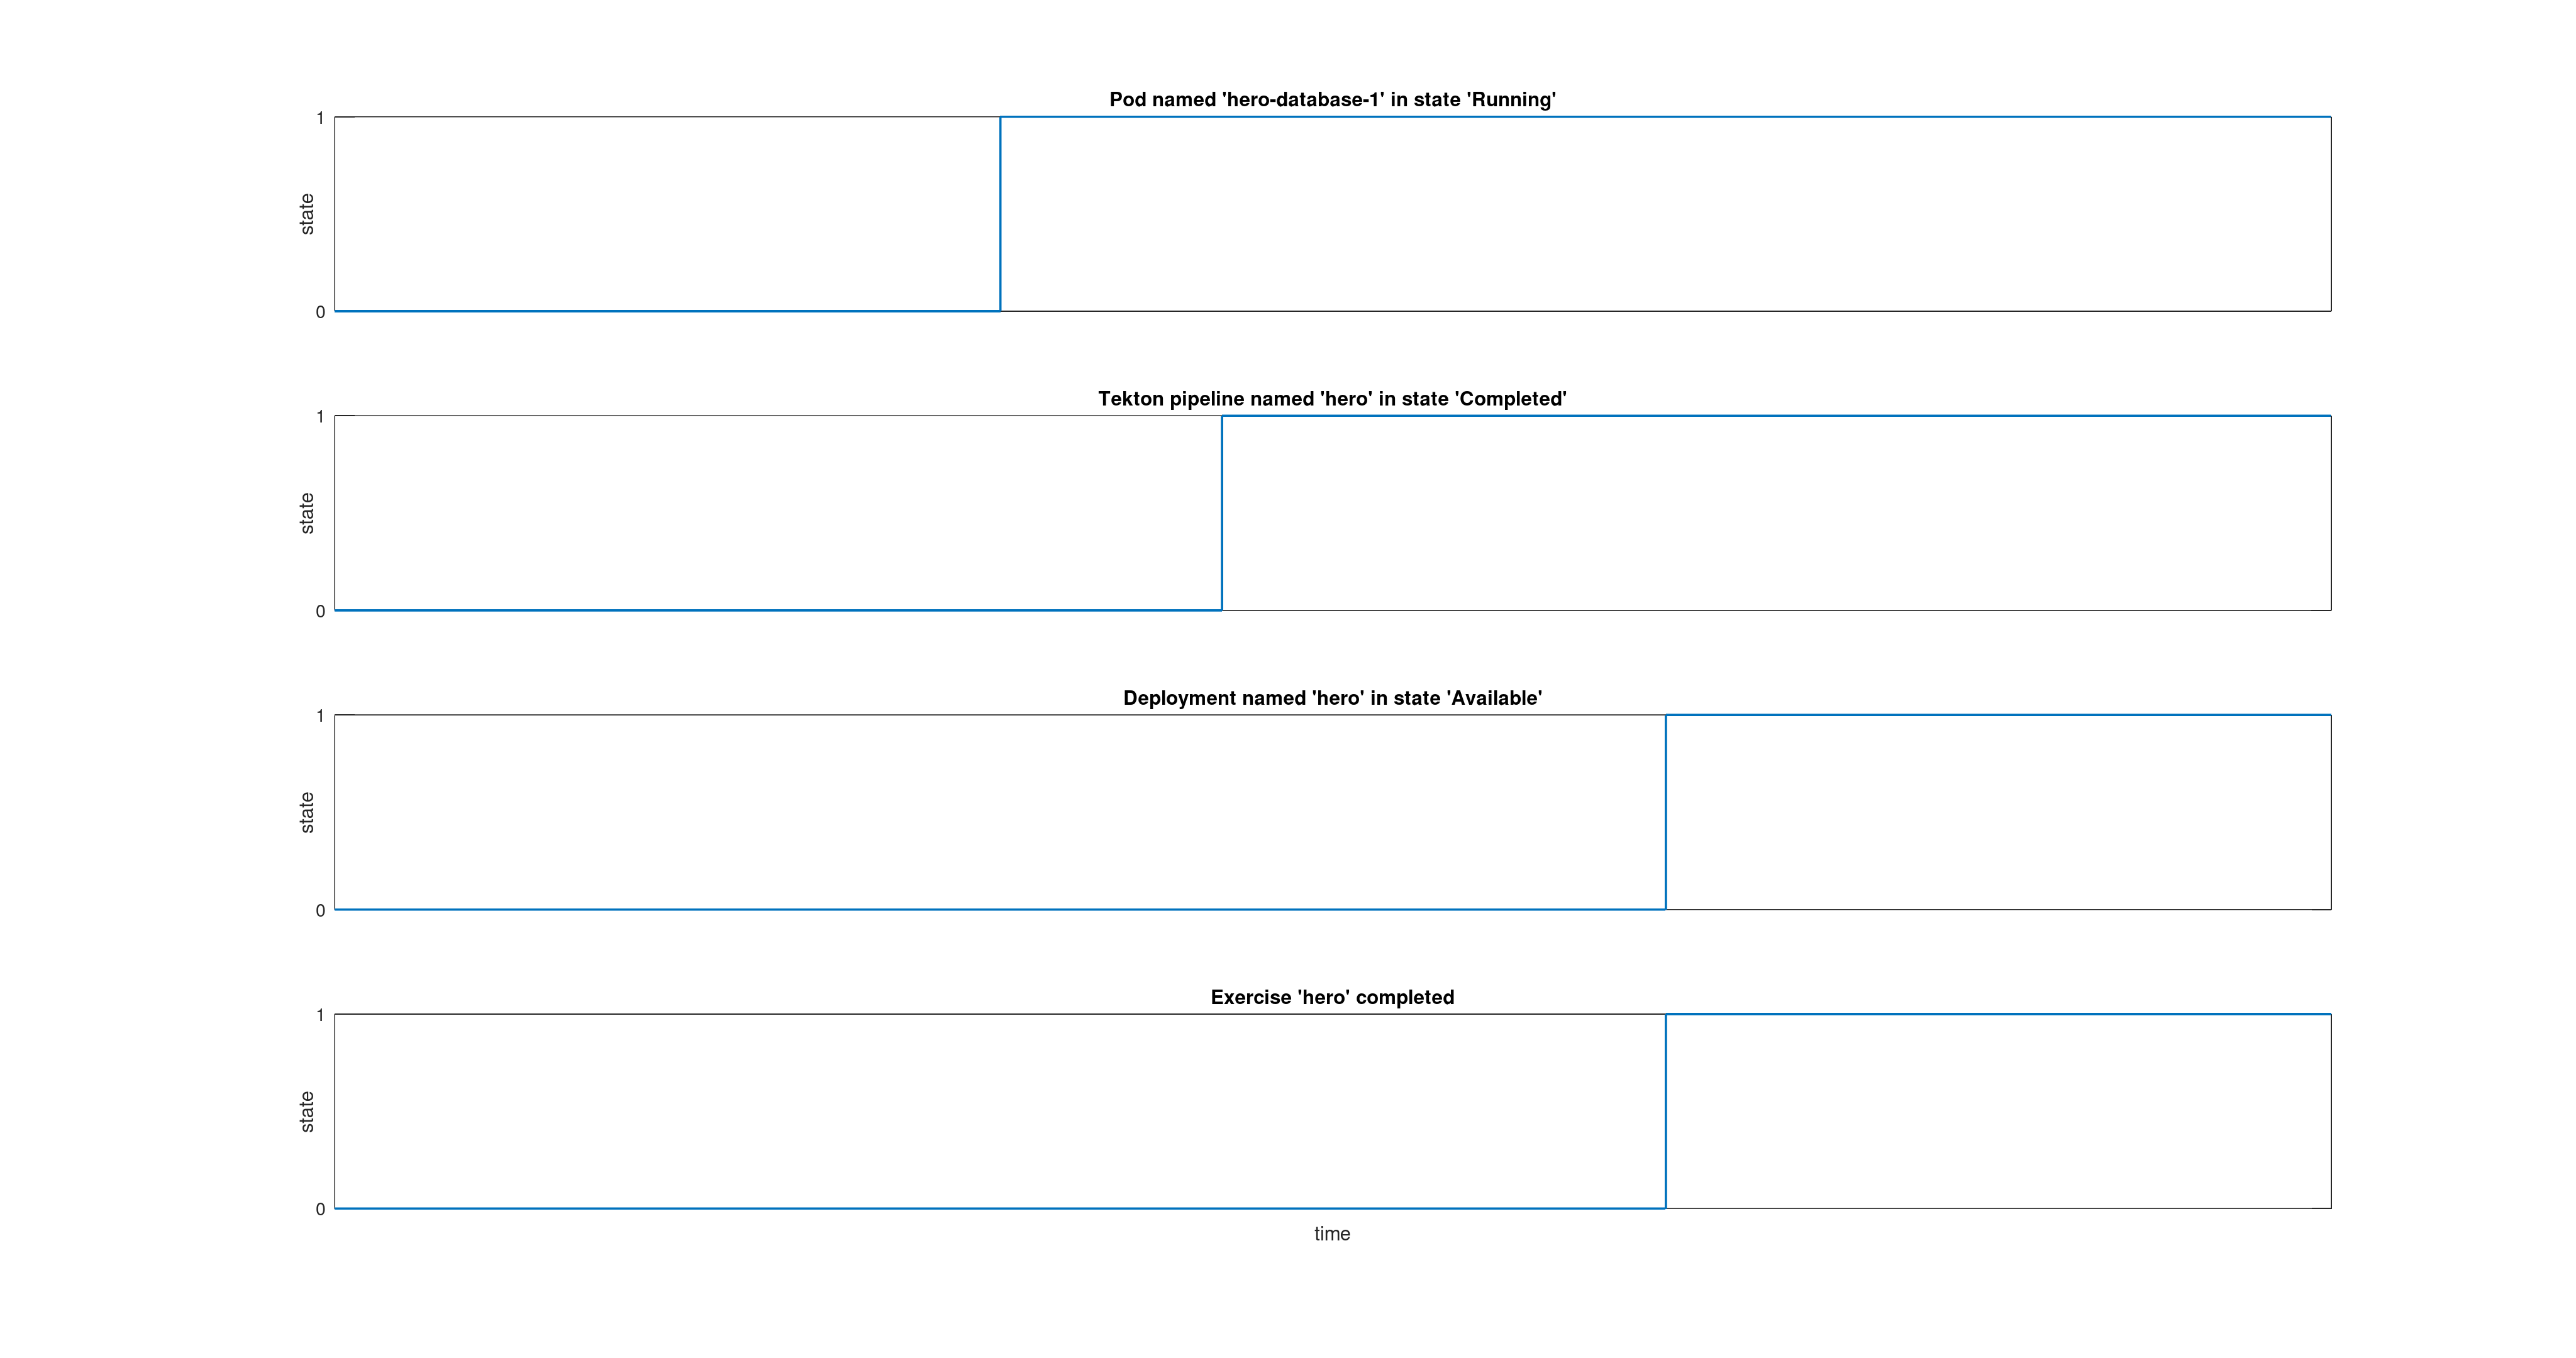 Pod named 'hero-database-1' in state 'Running'
1
state
0
Tekton pipeline named 'hero' in state 'Completed'
1
state
0
Deployment named 'hero' in state 'Available'
1
state
0
Exercise 'hero' completed
1
state
0
time